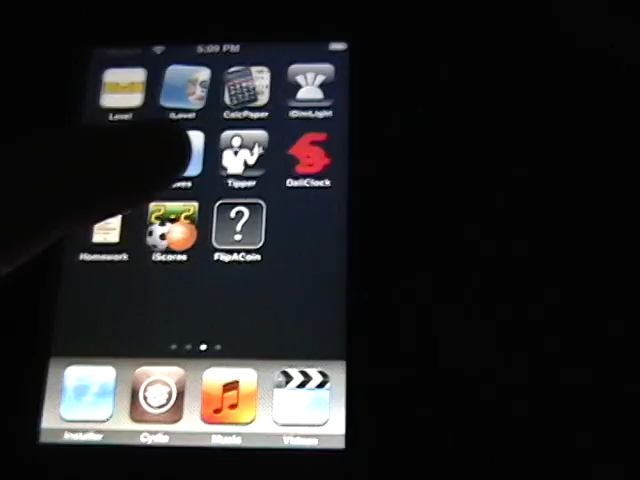 5:09 PM
Level iLevel CalcPaper iDimLight
Tipper DaliClock
Homework iScores FlipACoin
Installer Cydia Music Videos